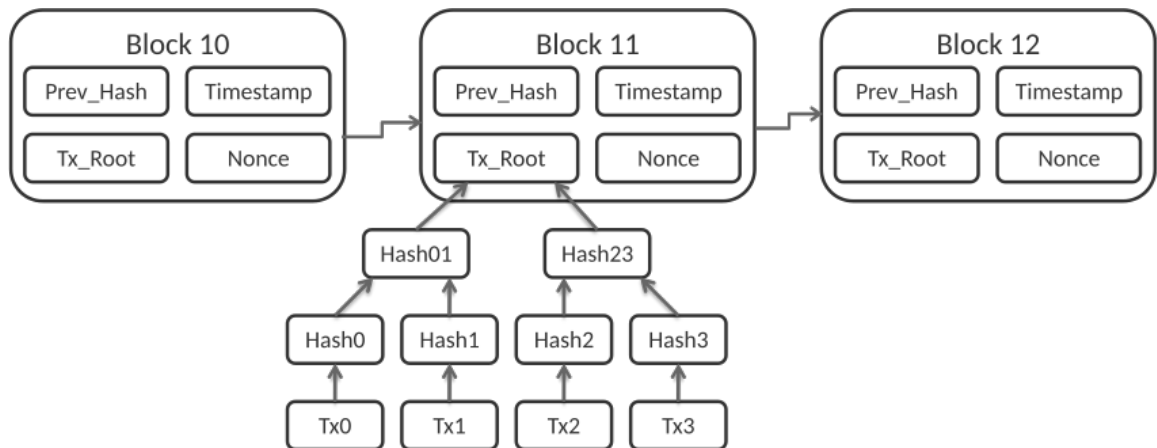 Block 10
Block 11
Block 12
Prev_Hash
Timestamp
Prev_Hash
Timestamp
Prev_Hash
Timestamp
Tx_Root
Nonce
Tx_Root
Nonce
Tx_Root
Nonce
Hash01
Hash23
Hash0
Hash1
Hash2
Hash3
Tx0
Tx1
Tx2
Tx3